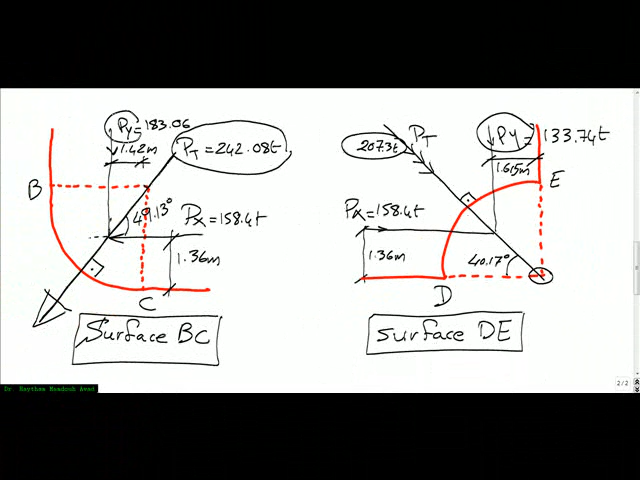 Py=183.06
1.42m
PT=242.08t
B
49.13°
Px=158.4t
1.36m
C
Surface BC
207.3t
PT
Py=133.74t
1.615m
E
Px=158.4t
1.36m
40.17°
D
Surface DE
2/2
Dr. Haytham Mamdouh Awad